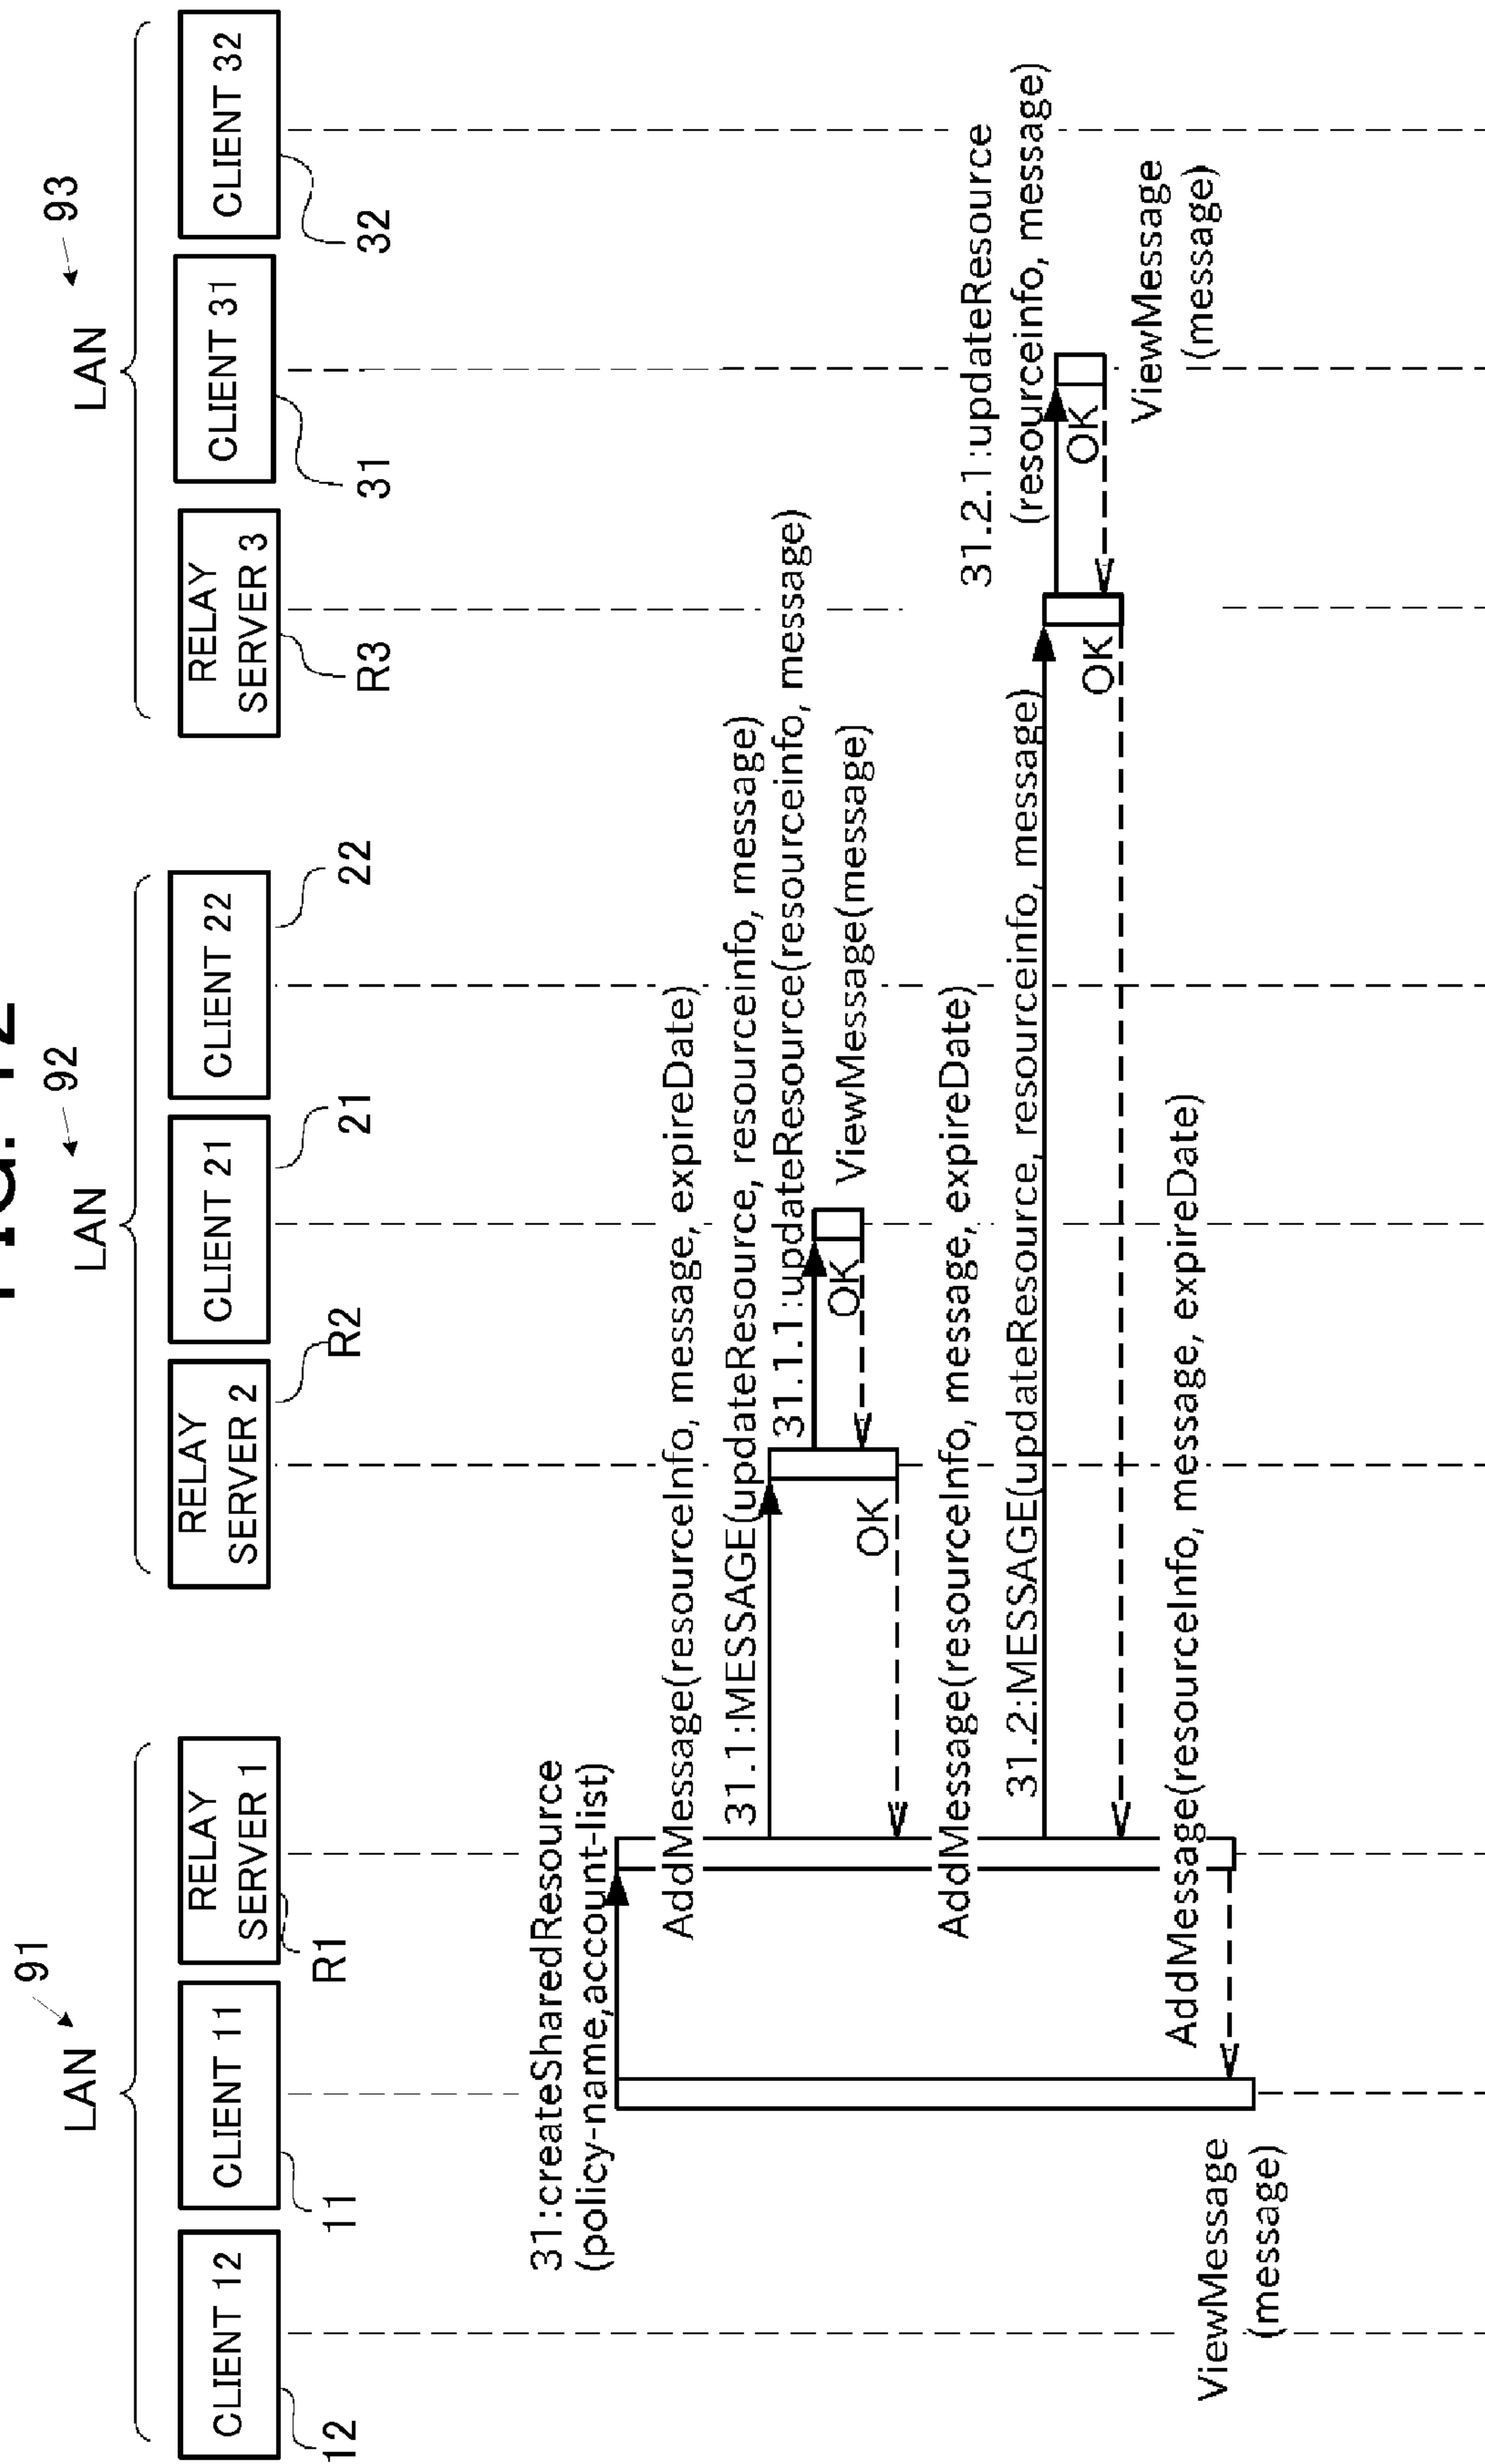 FIG. 12
LAN
91
LAN
92
LAN
93
CLIENT 12
CLIENT 11
RELAY
SERVER 1
RELAY
SERVER 2
CLIENT 21
CLIENT 22
RELAY
SERVER 3
CLIENT 31
CLIENT 32
12
11
R1
R2
21
22
R3
31
32
31:createSharedResource
(policy-name,account-list)
AddMessage(resourceInfo, message, expireDate)
31.1:MESSAGE(updateResource, resourceinfo, message)
31.1.1:updateResource(resourceinfo, message)
OK
ViewMessage(message)
OK
AddMessage(resourceInfo, message, expireDate)
31.2:MESSAGE(updateResource, resourceinfo, message)
31.2.1:updateResource
(resourceinfo, message)
OK
OK
ViewMessage
(message)
AddMessage(resourceInfo, message, expireDate)
ViewMessage
(message)